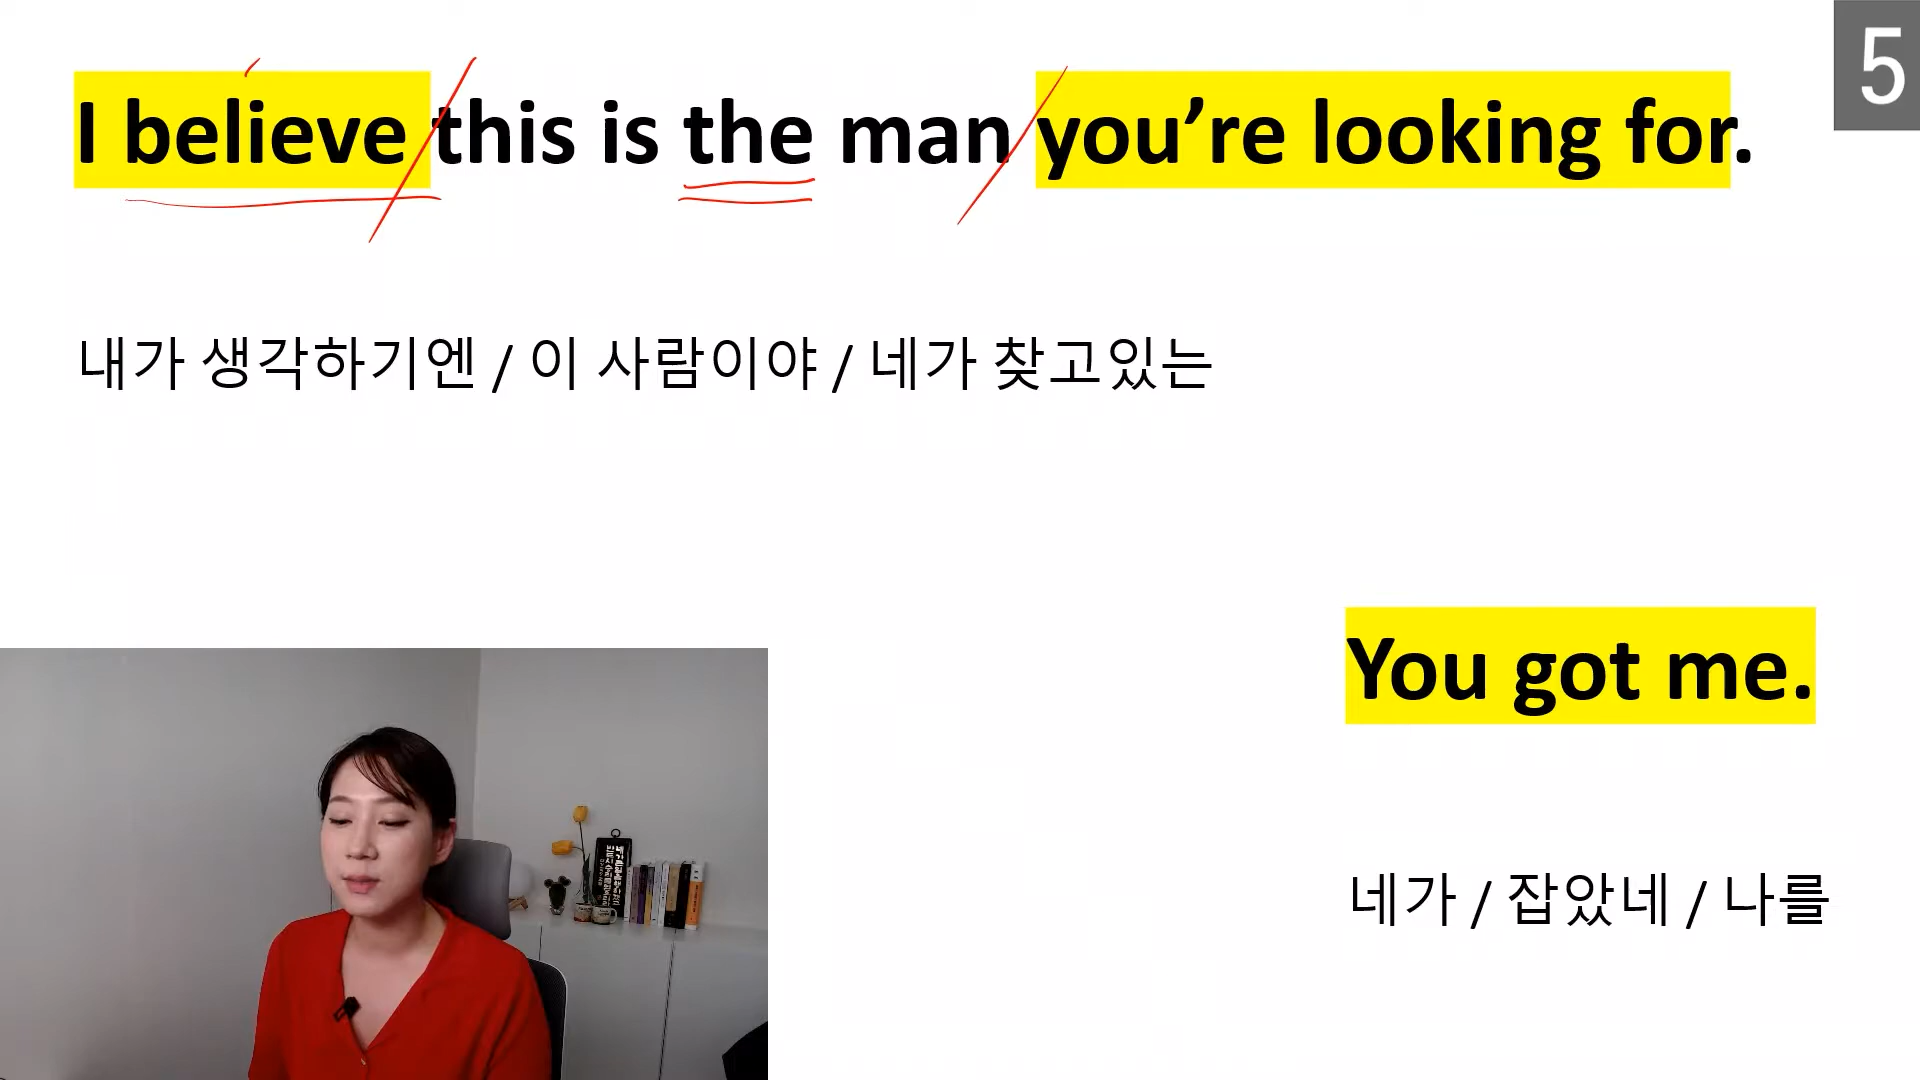 5
I believe this is the man you’re looking for.
내가 생각하기엔 / 이 사람이야 / 네가 찾고있는
You got me.
네가 / 잡았네 / 나를